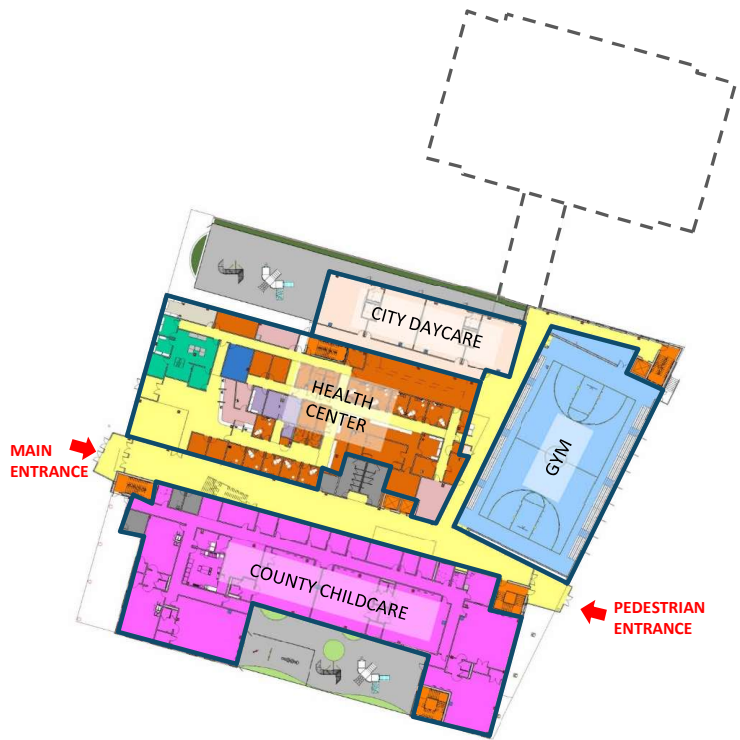 CITY DAYCARE
HEALTH
CENTER
GYM
MAIN
ENTRANCE
COUNTY CHILDCARE
PEDESTRIAN
ENTRANCE